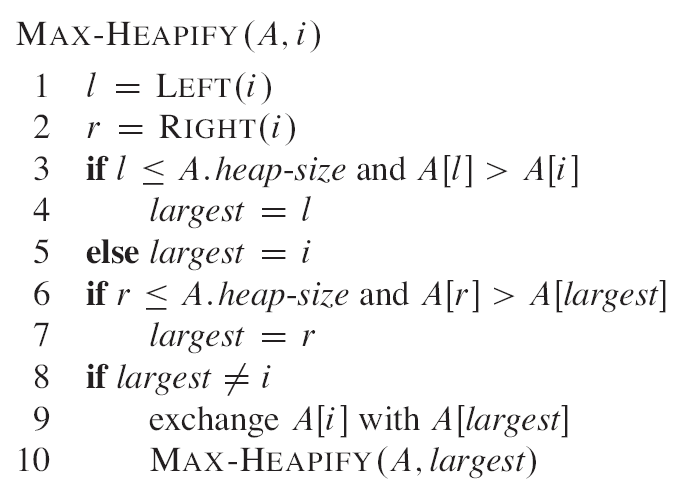 MAX-HEAPIFY(A, i)
1 l = LEFT(i)
2 r = RIGHT(i)
3 if l ≤ A.heap-size and A[l] > A[i]
4 largest = l
5 else largest = i
6 if r ≤ A.heap-size and A[r] > A[largest]
7 largest = r
8 if largest ≠ i
9 exchange A[i] with A[largest]
10 MAX-HEAPIFY(A, largest)